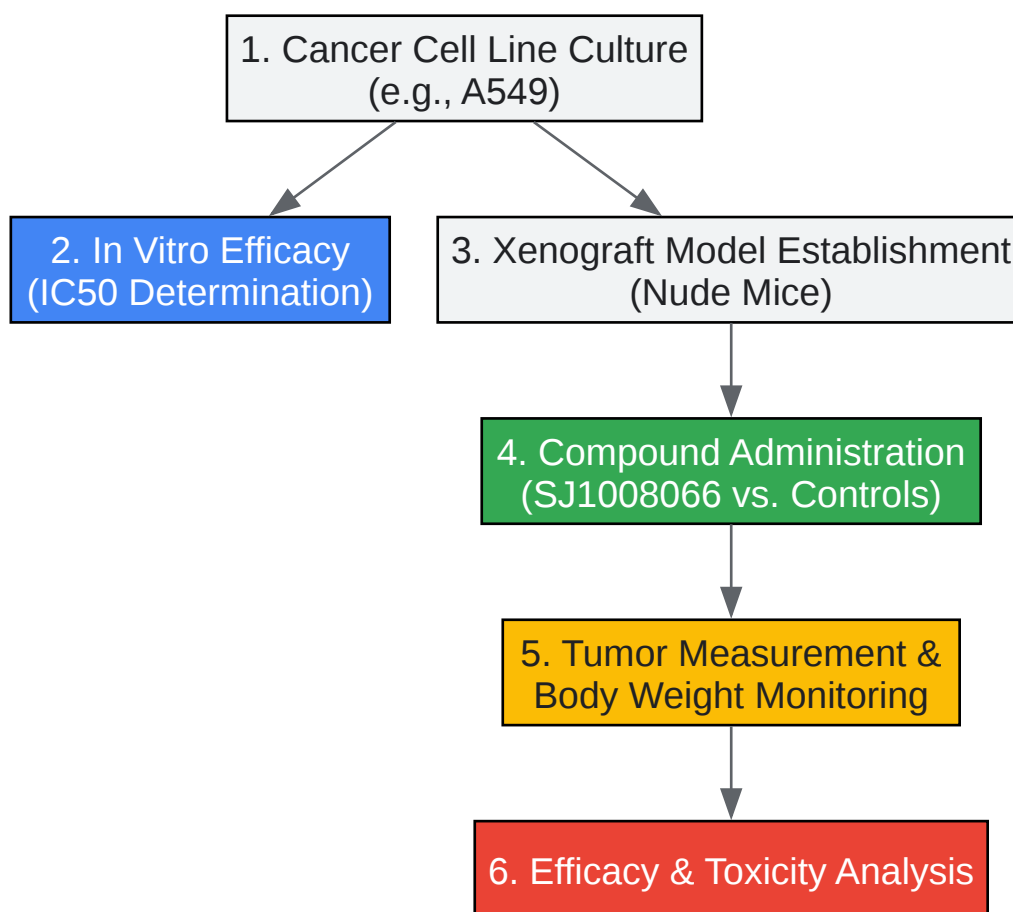 1. Cancer Cell Line Culture
(e.g., A549)
2. In Vitro Efficacy
(IC50 Determination)
3. Xenograft Model Establishment
(Nude Mice)
4. Compound Administration
(SJ1008066 vs. Controls)
5. Tumor Measurement &
Body Weight Monitoring
6. Efficacy & Toxicity Analysis